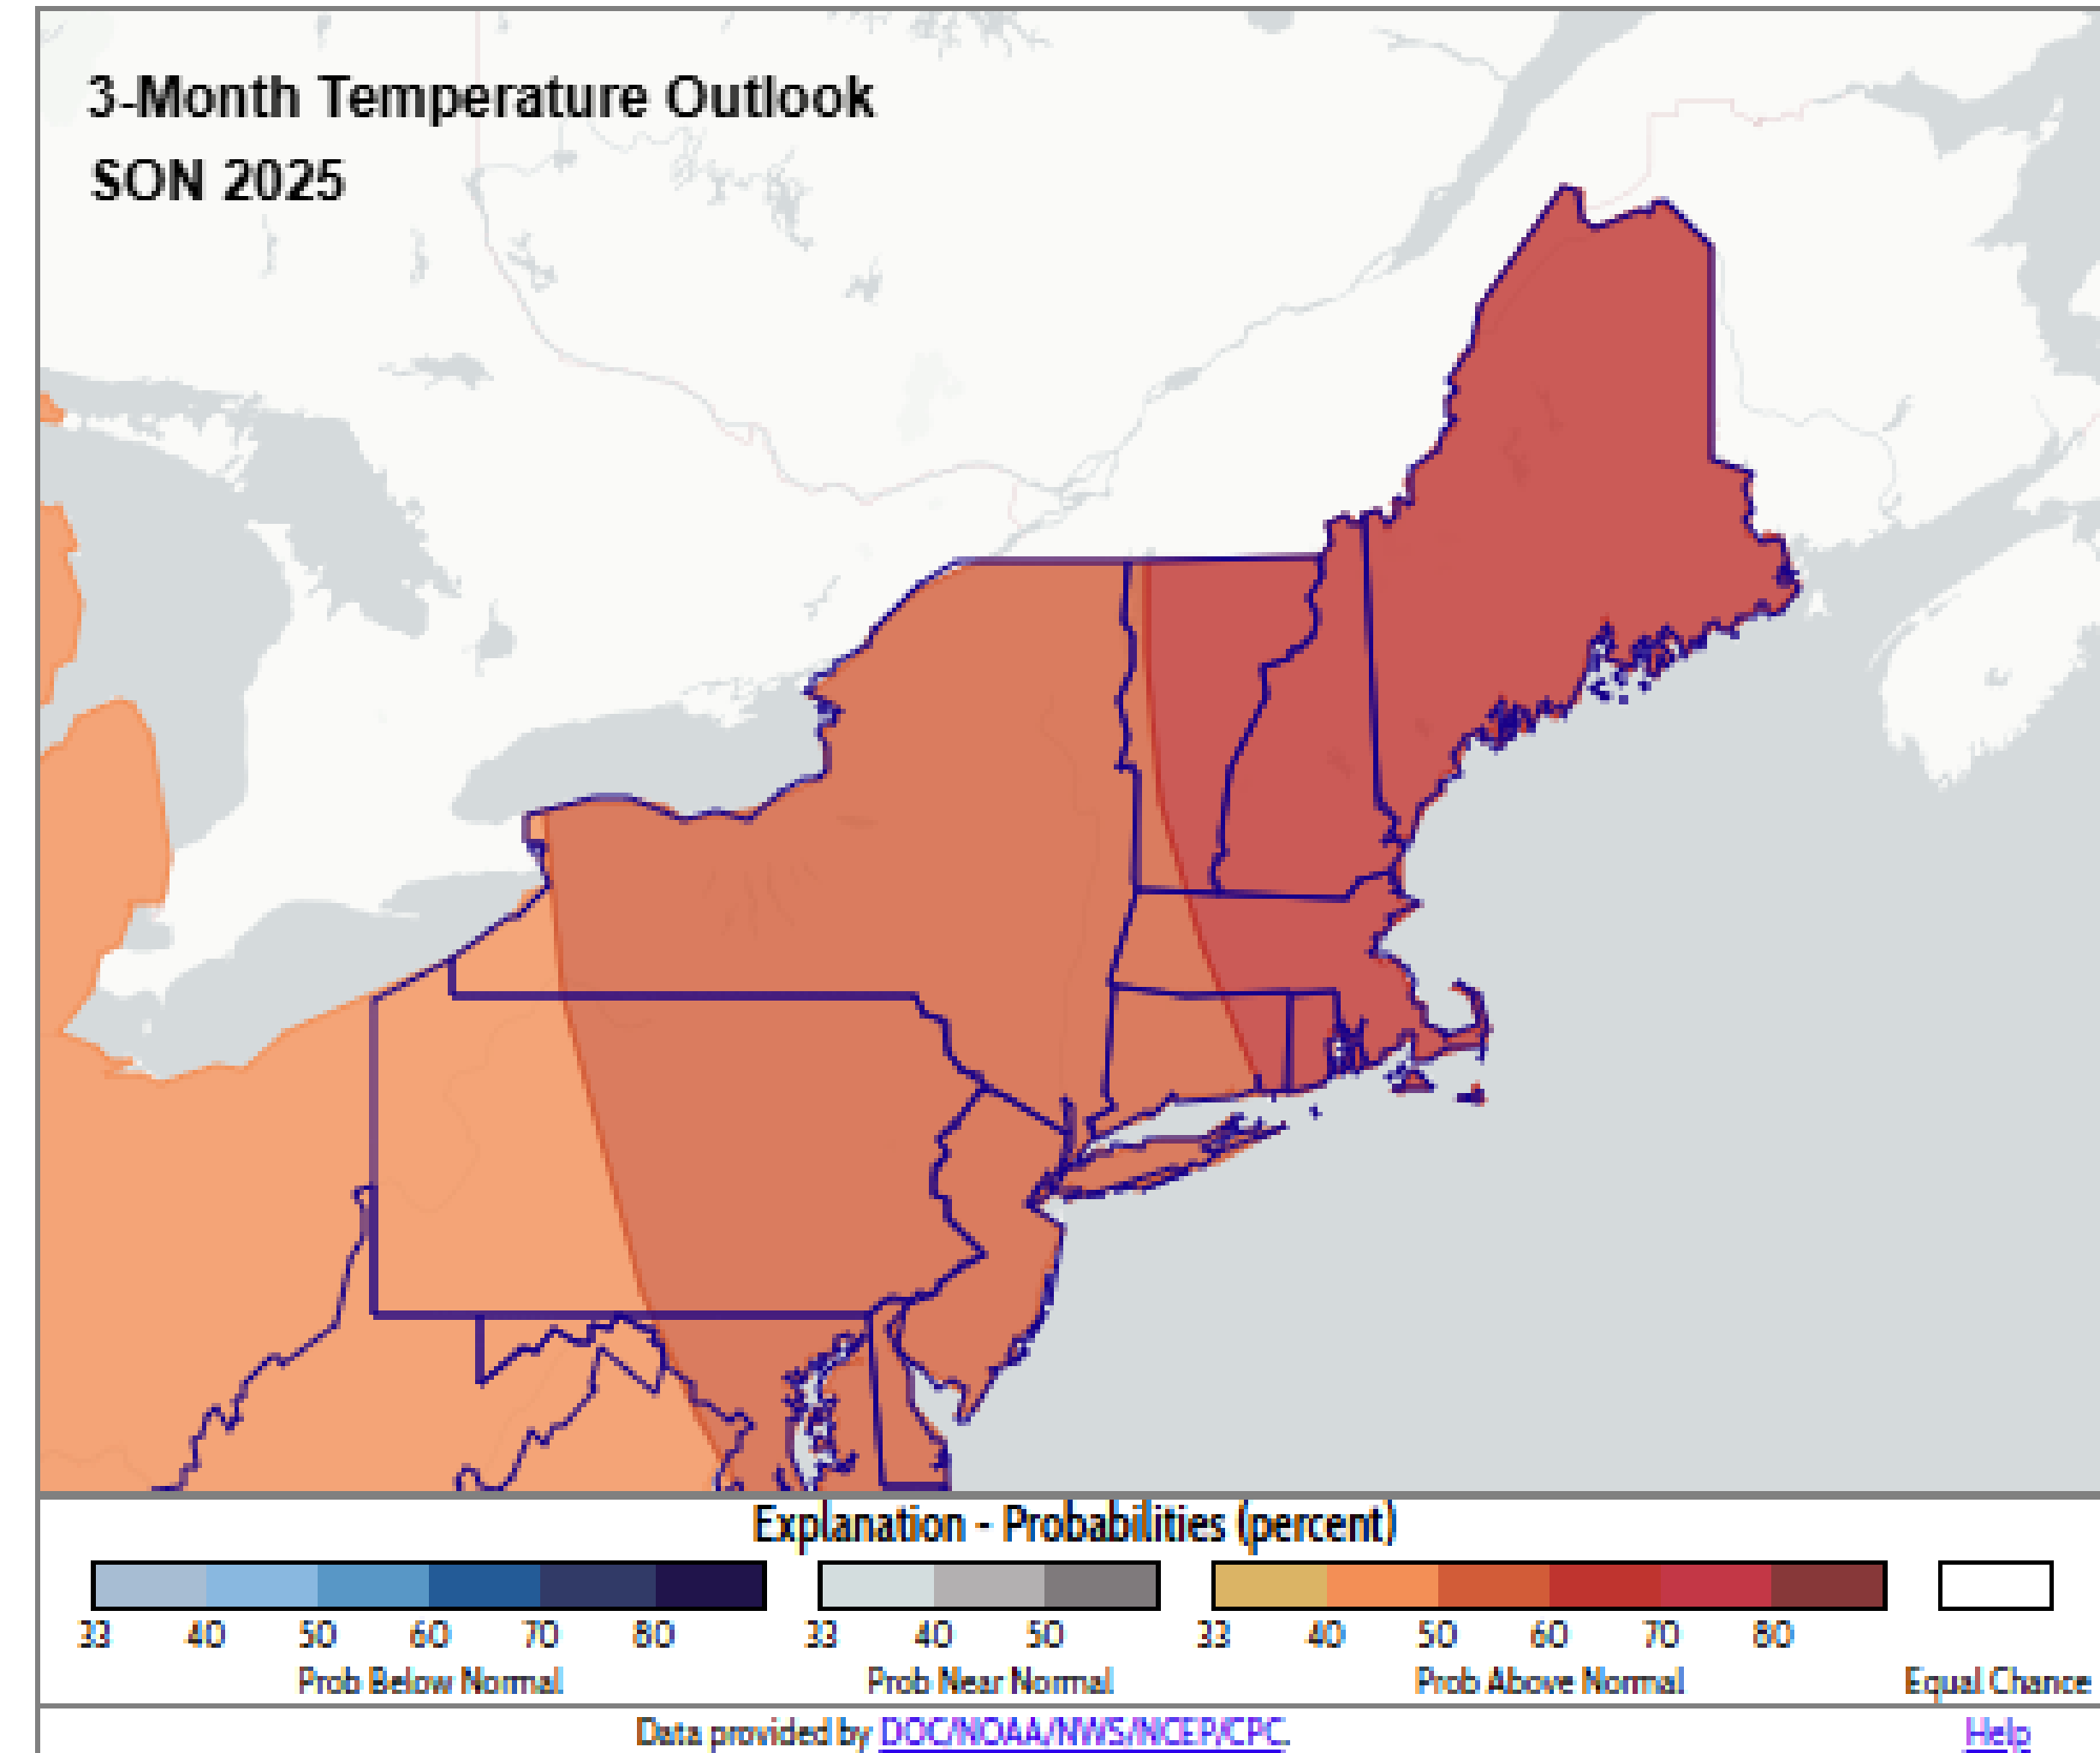 3-Month Temperature Outlook
SON 2025
Explanation - Probabilities (percent)
33 40 50 60 70 80 33 40 50 33 40 50 60 70 80
Prob Below Normal Prob Near Normal Prob Above Normal Equal Chance
Data provided by DOC/NOAA/NWS/NCEP/CPC. Help